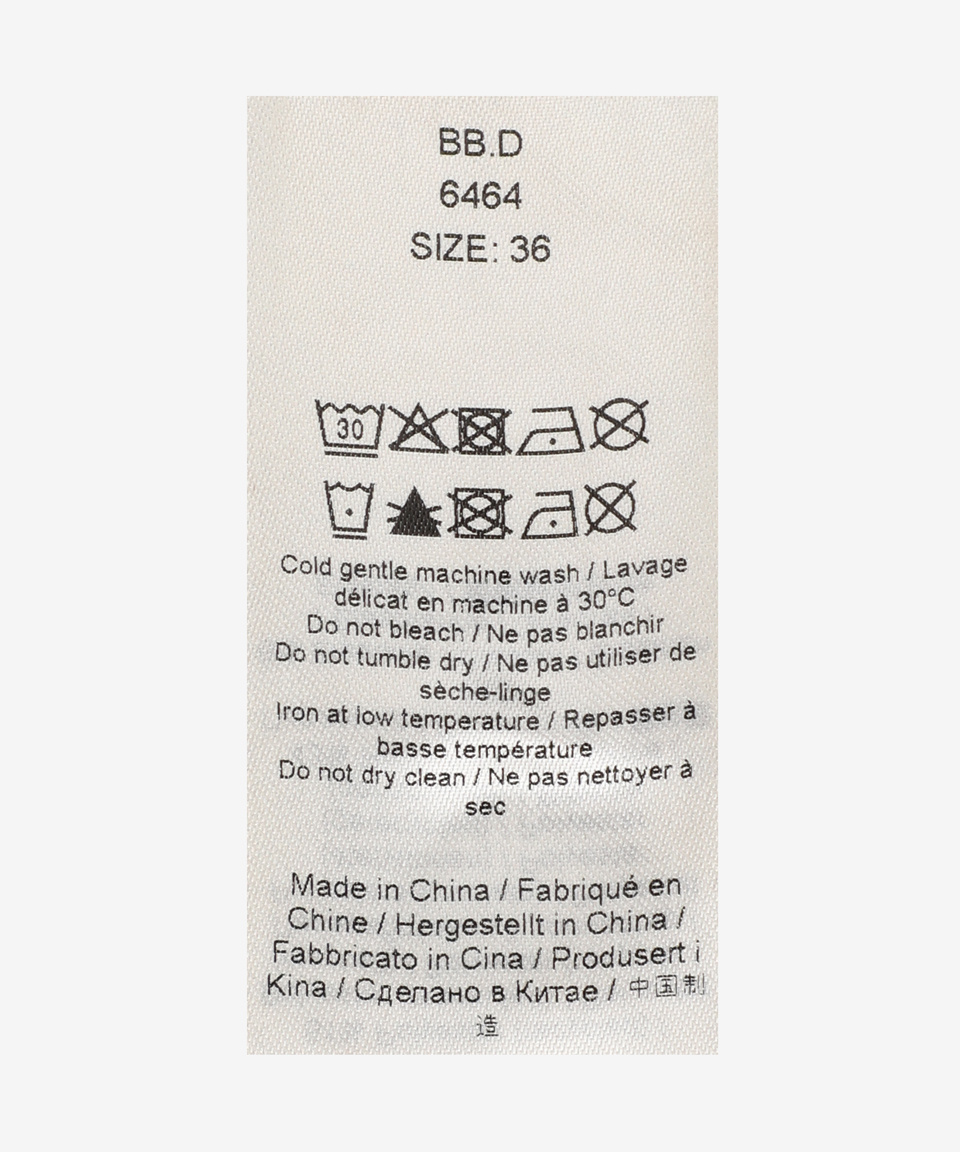 BB.D
6464
SIZE: 36
30
Cold gentle machine wash / Lavage
délicat en machine à 30°C
Do not bleach / Ne pas blanchir
Do not tumble dry / Ne pas utiliser de
sèche-linge
Iron at low temperature / Repasser à
basse température
Do not dry clean / Ne pas nettoyer à
sec
Made in China / Fabriqué en
Chine / Hergestellt in China /
Fabbricato in Cina / Produsert i
Kina / Сделано в Китае / 中国制
造